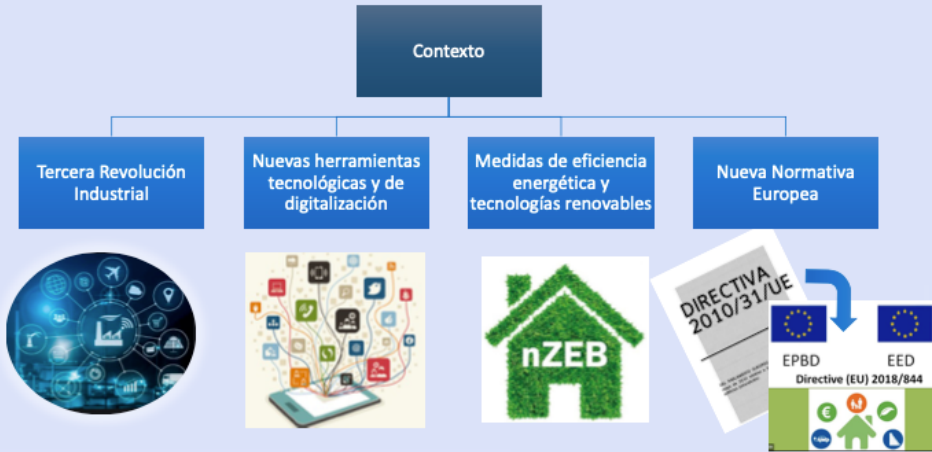 Contexto
Tercera Revolución
Industrial
Nuevas herramientas
tecnológicas y de
digitalización
Medidas de eficiencia
energética y
tecnologías renovables
Nueva Normativa
Europea
nZEB
DIRECTIVA
2010/31/UE
EPBD
EED
Directive (EU) 2018/844
€